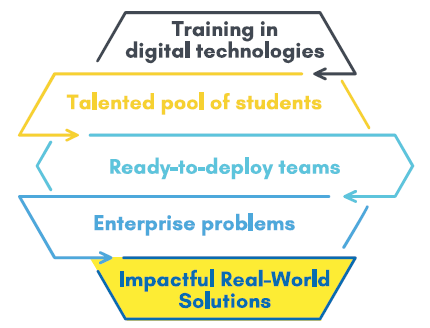 Training in
digital technologies
Talented pool of students
Ready-to-deploy teams
Enterprise problems
Impactful Real-World
Solutions